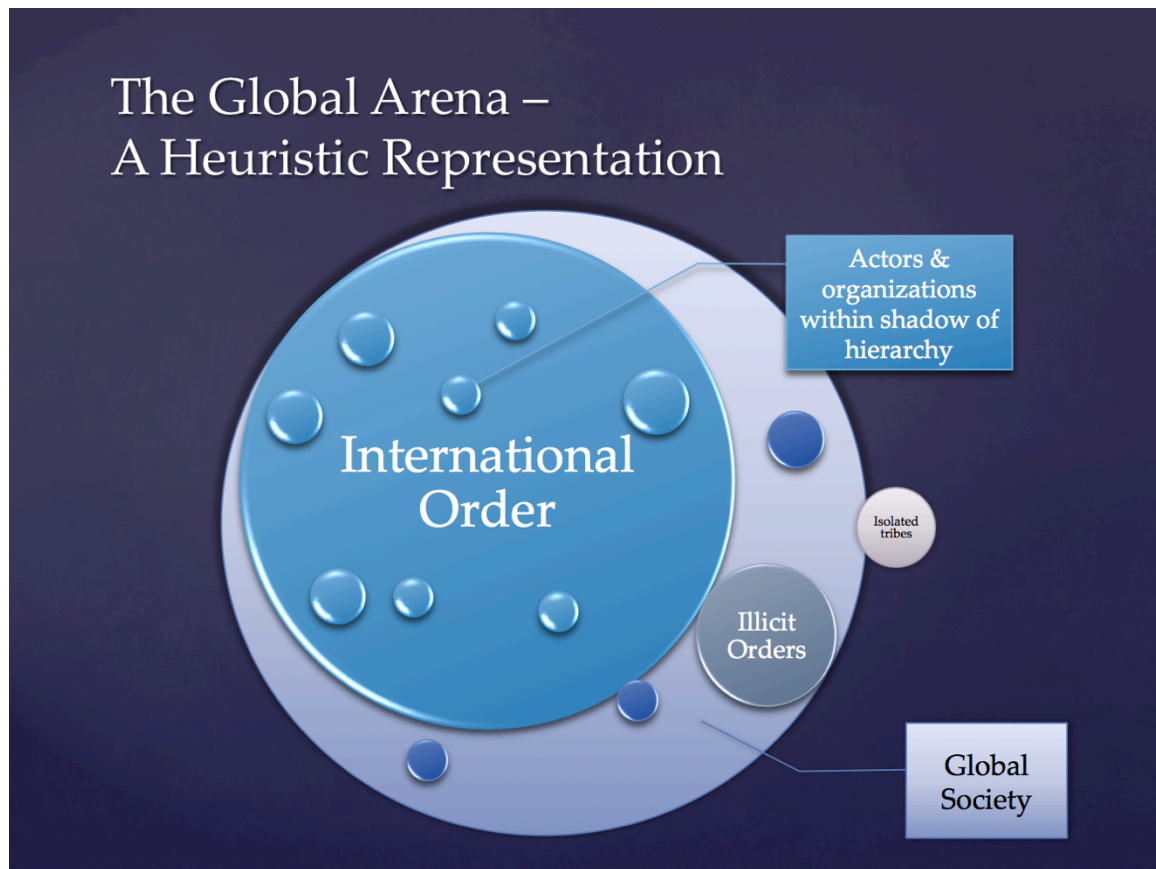 The Global Arena –
A Heuristic Representation
Actors &
organizations
within shadow of
hierarchy
International
Order
Isolated
tribes
Illicit
Orders
Global
Society